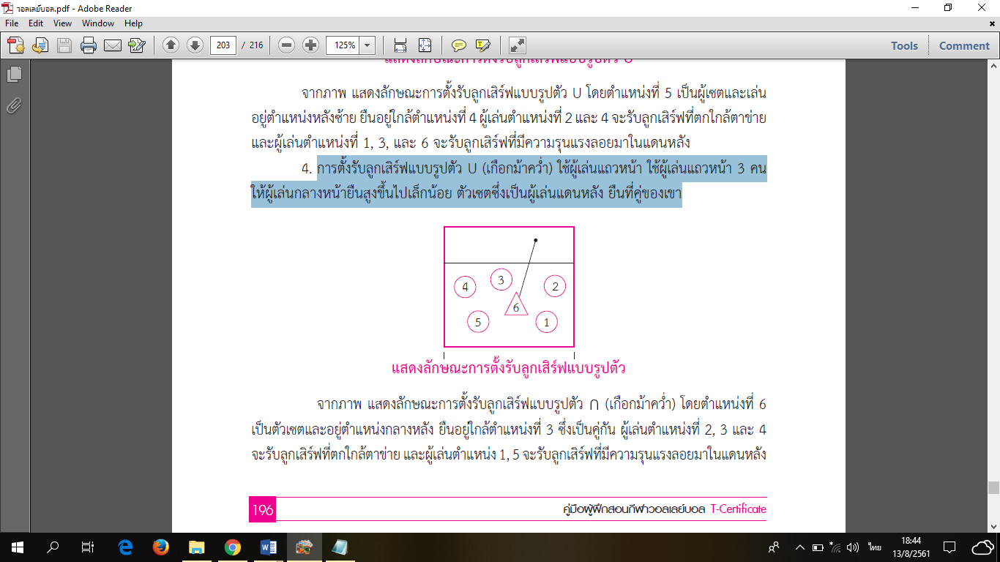 วอลเลย์บอล.pdf - Adobe Reader
File Edit View Window Help
203 / 216 125% Tools Comment
แสดงลักษณะการตั้งรับลูกเสิร์ฟแบบรูปตัว U
จากภาพ แสดงลักษณะการตั้งรับลูกเสิร์ฟแบบรูปตัว U โดยตำแหน่งที่ 5 เป็นผู้เซตและเล่น
อยู่ตำแหน่งหลังซ้าย ยืนอยู่ใกล้ตำแหน่งที่ 4 ผู้เล่นตำแหน่งที่ 2 และ 4 จะรับลูกเสิร์ฟที่ตกใกล้ตาข่าย
และผู้เล่นตำแหน่งที่ 1, 3, และ 6 จะรับลูกเสิร์ฟที่มีความรุนแรงลอยมาในแดนหลัง
4. การตั้งรับลูกเสิร์ฟแบบรูปตัว U (เกือกม้าคว่ำ) ใช้ผู้เล่นแถวหน้า ใช้ผู้เล่นแถวหน้า 3 คน
ให้ผู้เล่นกลางหน้ายืนสูงขึ้นไปเล็กน้อย ตัวเซตซึ่งเป็นผู้เล่นแดนหลัง ยืนที่คู่ของเขา
4 3 2
5 6 1
แสดงลักษณะการตั้งรับลูกเสิร์ฟแบบรูปตัว
จากภาพ แสดงลักษณะการตั้งรับลูกเสิร์ฟแบบรูปตัว ⋂ (เกือกม้าคว่ำ) โดยตำแหน่งที่ 6
เป็นตัวเซตและอยู่ตำแหน่งกลางหลัง ยืนอยู่ใกล้ตำแหน่งที่ 3 ซึ่งเป็นคู่กัน ผู้เล่นตำแหน่งที่ 2, 3 และ 4
จะรับลูกเสิร์ฟที่ตกใกล้ตาข่าย และผู้เล่นตำแหน่ง 1, 5 จะรับลูกเสิร์ฟที่มีความรุนแรงลอยมาในแดนหลัง
196 คู่มือผู้ฝึกสอนกีฬาวอลเลย์บอล T-Certificate
ไทย 18:44
13/8/2561